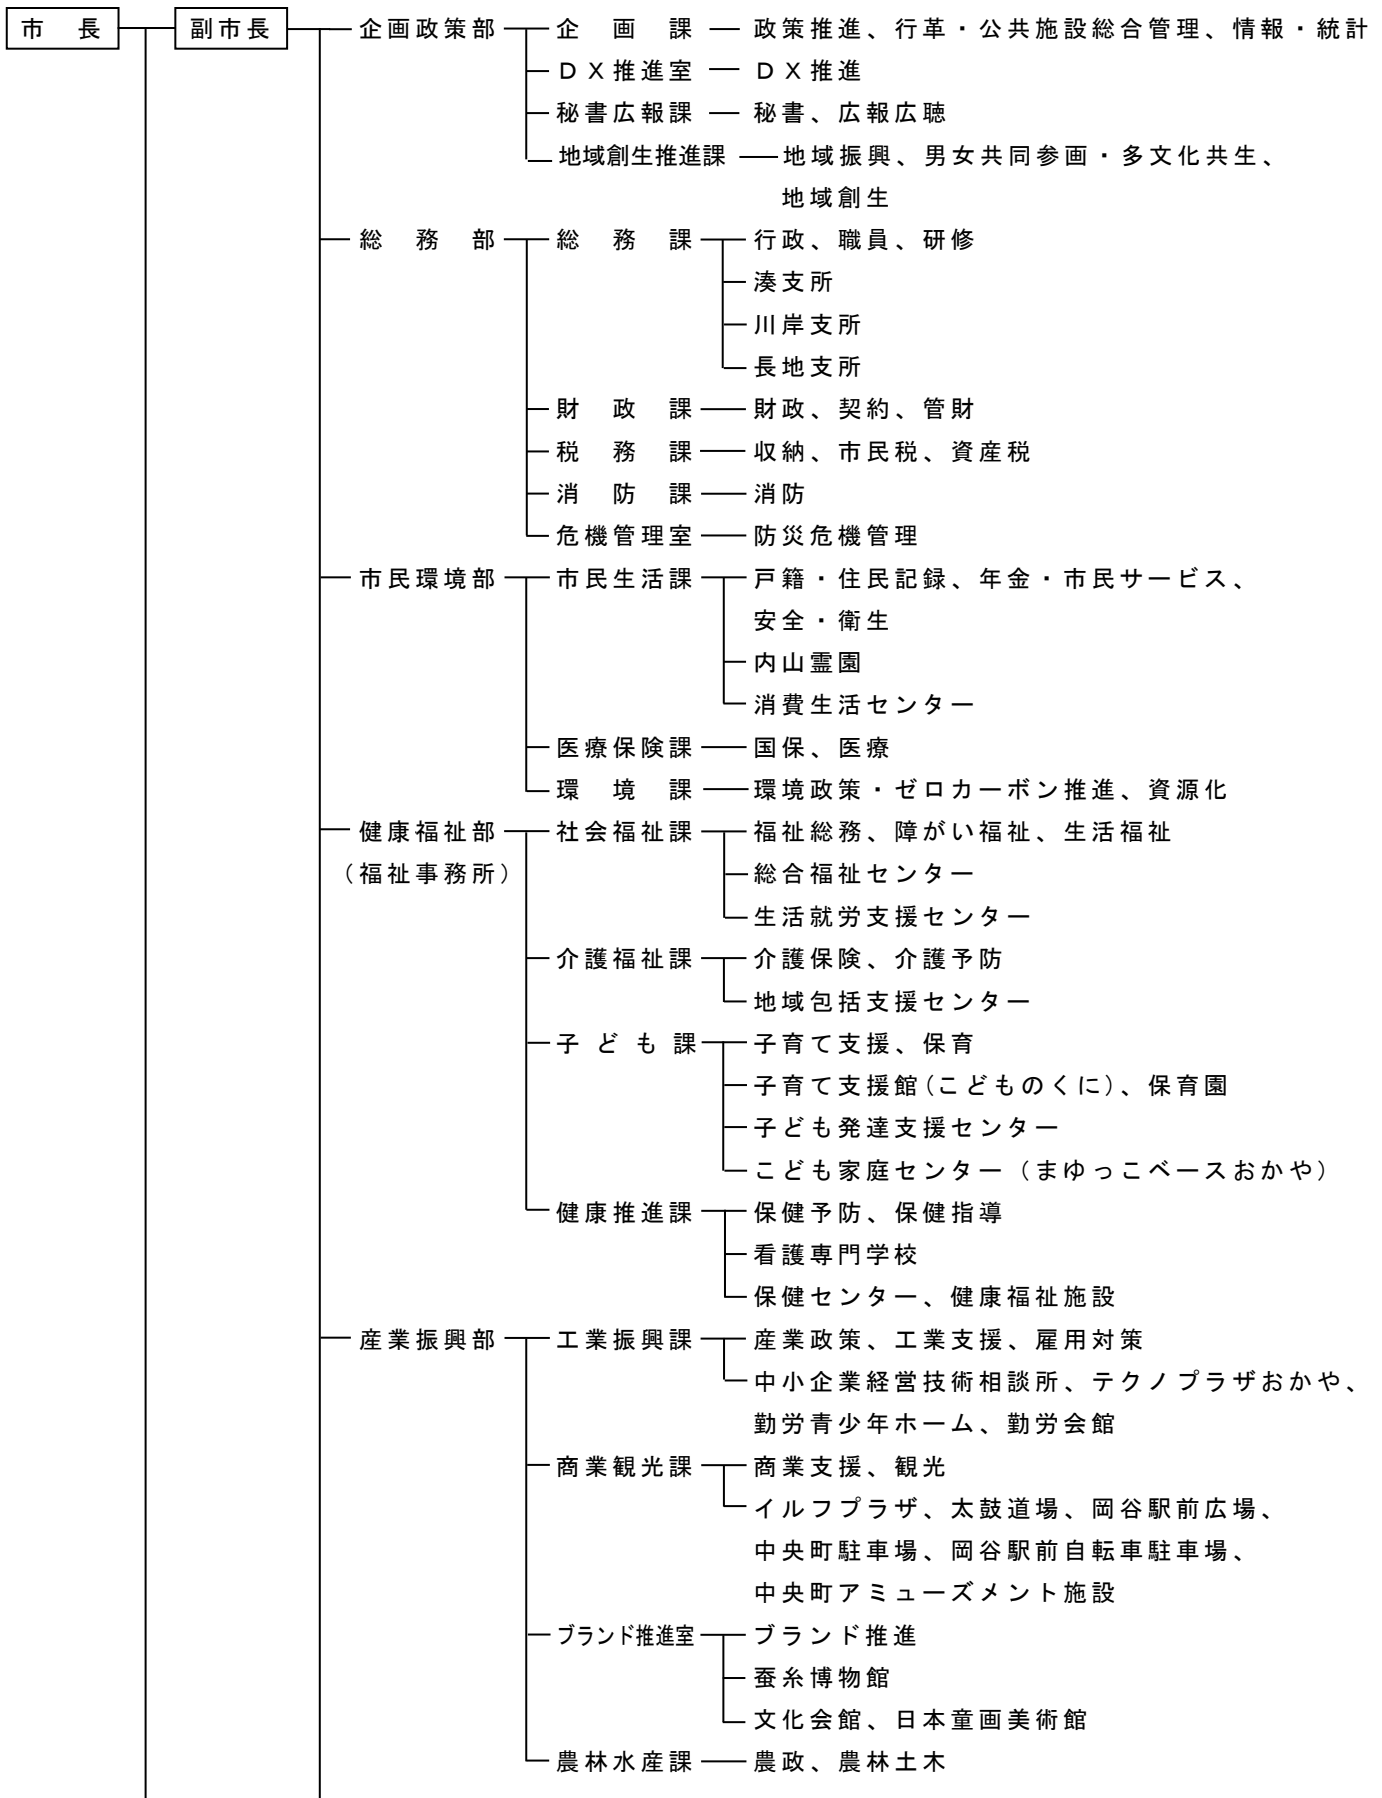 市　長 副市長 企画政策部 企　画　課 政策推進、行革・公共施設総合管理、情報・統計
ＤＸ推進室 ＤＸ推進
秘書広報課 秘書、広報広聴
地域創生推進課 地域振興、男女共同参画・多文化共生、
地域創生
総　務　部 総　務　課 行政、職員、研修
湊支所
川岸支所
長地支所
財　政　課 財政、契約、管財
税　務　課 収納、市民税、資産税
消　防　課 消防
危機管理室 防災危機管理
市民環境部 市民生活課 戸籍・住民記録、年金・市民サービス、
安全・衛生
内山霊園
消費生活センター
医療保険課 国保、医療
環　境　課 環境政策・ゼロカーボン推進、資源化
健康福祉部 社会福祉課 福祉総務、障がい福祉、生活福祉
（福祉事務所） 総合福祉センター
生活就労支援センター
介護福祉課 介護保険、介護予防
地域包括支援センター
子ども課 子育て支援、保育
子育て支援館(こどものくに)、保育園
子ども発達支援センター
こども家庭センター（まゆっこベースおかや）
健康推進課 保健予防、保健指導
看護専門学校
保健センター、健康福祉施設
産業振興部 工業振興課 産業政策、工業支援、雇用対策
中小企業経営技術相談所、テクノプラザおかや、
勤労青少年ホーム、勤労会館
商業観光課 商業支援、観光
イルフプラザ、太鼓道場、岡谷駅前広場、
中央町駐車場、岡谷駅前自転車駐車場、
中央町アミューズメント施設
ブランド推進室 ブランド推進
蚕糸博物館
文化会館、日本童画美術館
農林水産課 農政、農林土木